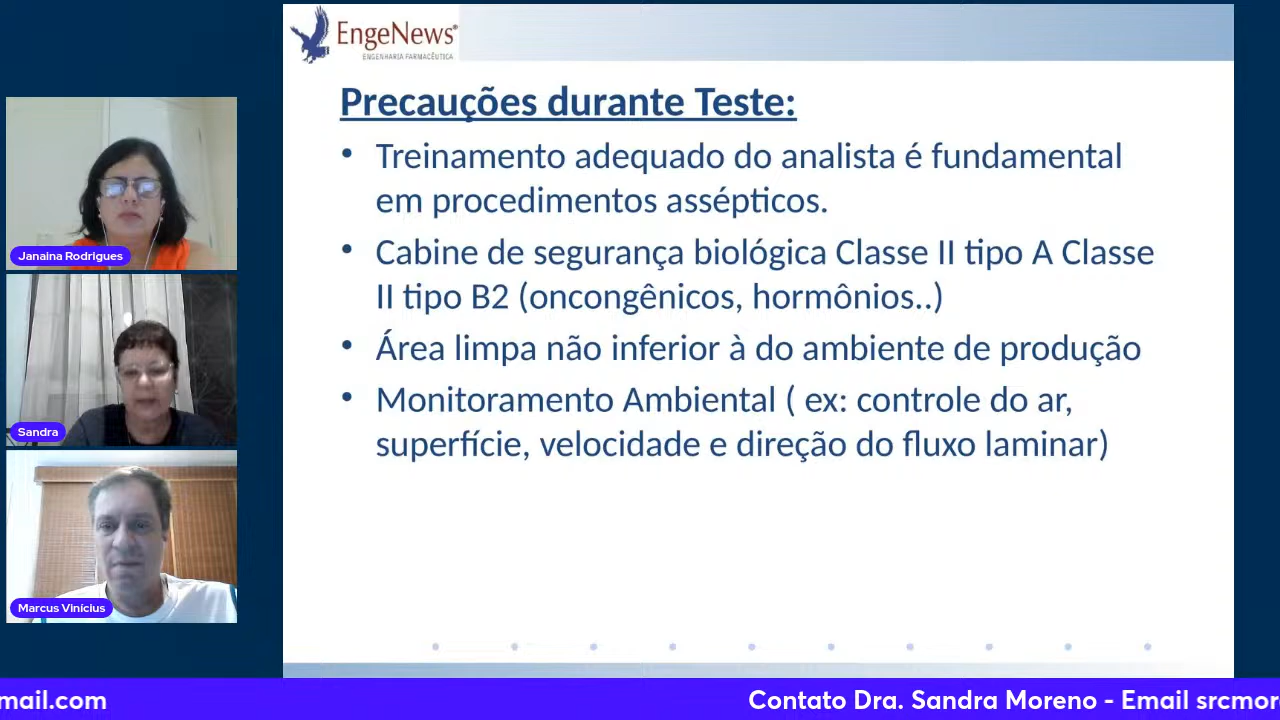 EngeNews®
ENGENHARIA FARMACÊUTICA
Precauções durante Teste:
• Treinamento adequado do analista é fundamental
em procedimentos assépticos.
• Cabine de segurança biológica Classe II tipo A Classe
II tipo B2 (oncongênicos, hormônios..)
• Área limpa não inferior à do ambiente de produção
• Monitoramento Ambiental ( ex: controle do ar,
superfície, velocidade e direção do fluxo laminar)
Janaina Rodrigues
Sandra
Marcus Vinícius
mail.com
Contato Dra. Sandra Moreno - Email srcmor